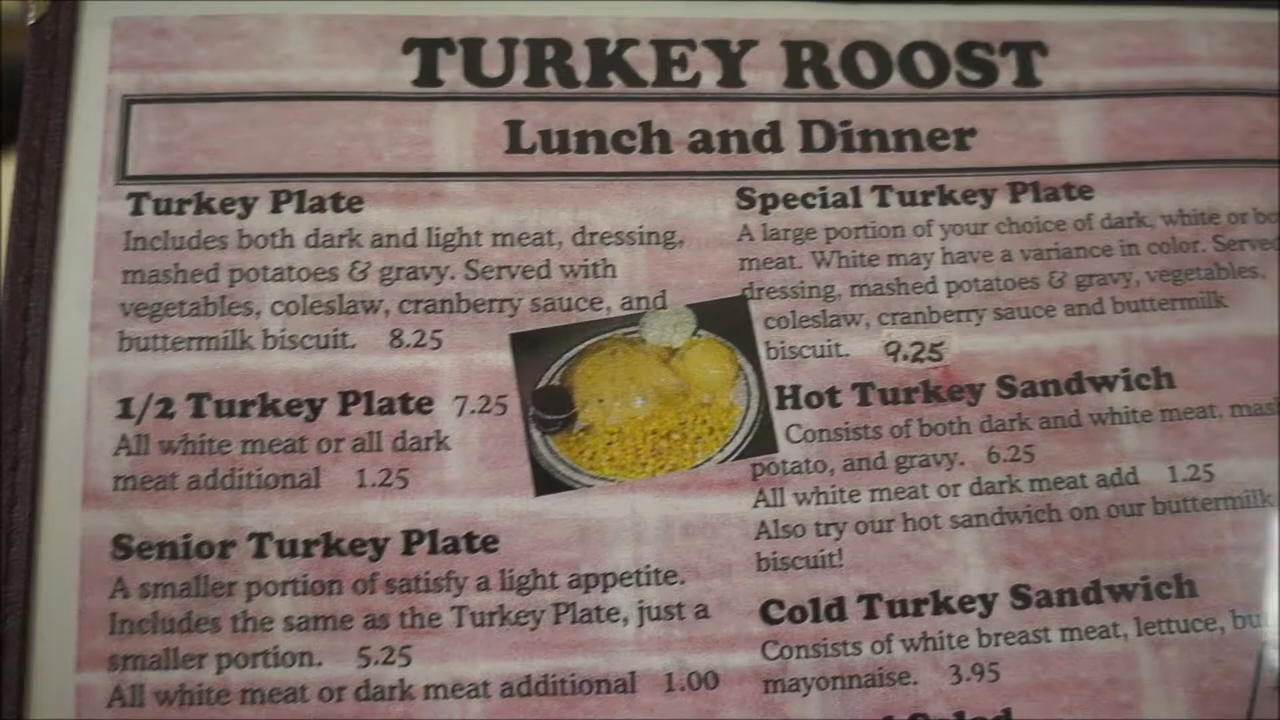 TURKEY ROOST
Lunch and Dinner
Turkey Plate
Includes both dark and light meat, dressing,
mashed potatoes & gravy. Served with
vegetables, coleslaw, cranberry sauce, and
buttermilk biscuit. 8.25
1/2 Turkey Plate 7.25
All white meat or all dark
meat additional 1.25
Senior Turkey Plate
A smaller portion of satisfy a light appetite.
Includes the same as the Turkey Plate, just a
smaller portion. 5.25
All white meat or dark meat additional 1.00
Special Turkey Plate
A large portion of your choice of dark, white or
meat. White may have a variance in color. Served
dressing, mashed potatoes & gravy, vegetables,
coleslaw, cranberry sauce and buttermilk
biscuit. 9.25
Hot Turkey Sandwich
Consists of both dark and white meat,
potato, and gravy. 6.25
All white meat or dark meat add 1.25
Also try our hot sandwich on our buttermilk
biscuit!
Cold Turkey Sandwich
Consists of white breast meat, lettuce,
mayonnaise. 3.95